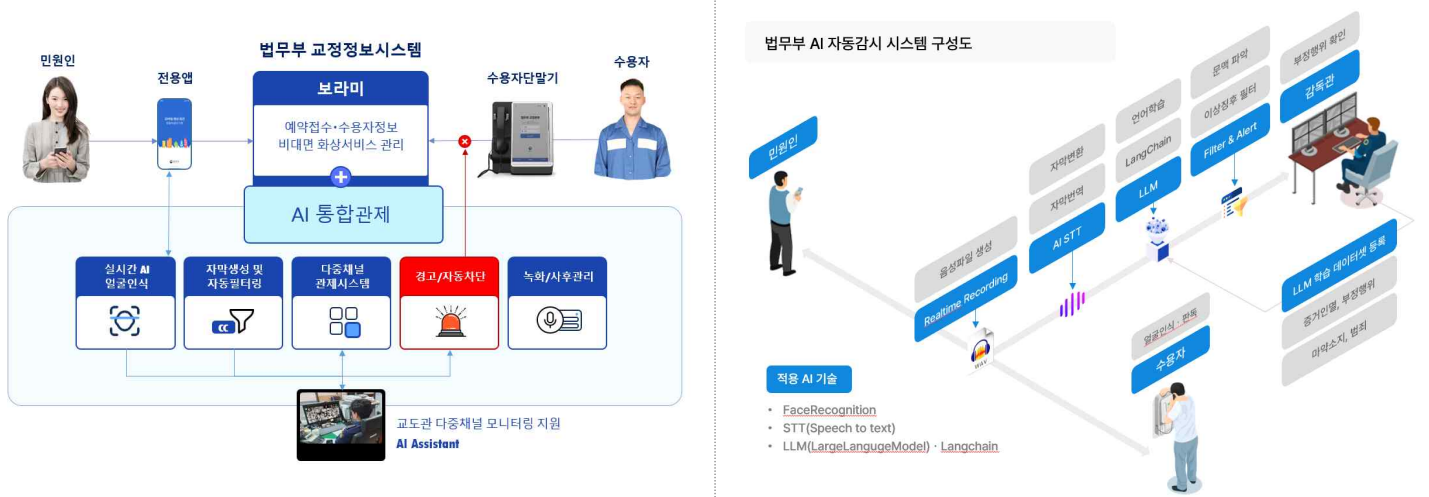 법무부 교정정보시스템
민원인
전용앱
보라미
예약접수·수용자정보
비대면 화상서비스 관리
수용자단말기
수용자
AI 통합관제
실시간 AI
얼굴인식
자막생성 및
자동필터링
CC
다중채널
관제시스템
경고/자동차단
녹화/사후관리
교도관 다중채널 모니터링 지원
AI Assistant
법무부 AI 자동감시 시스템 구성도
민원인
음성파일 생성
Realtime Recording
WAV
자막변환
자막번역
AI STT
언어학습
LangChain
LLM
문맥 파악
이상징후 필터
Filter & Alert
부정행위 확인
감독관
LLM 학습 데이터셋 등록
증거인멸, 부정행위
마약소지, 범죄
얼굴인식 · 판독
수용자
적용 AI 기술
• FaceRecognition
• STT(Speech to text)
• LLM(LargeLangugeModel) · Langchain